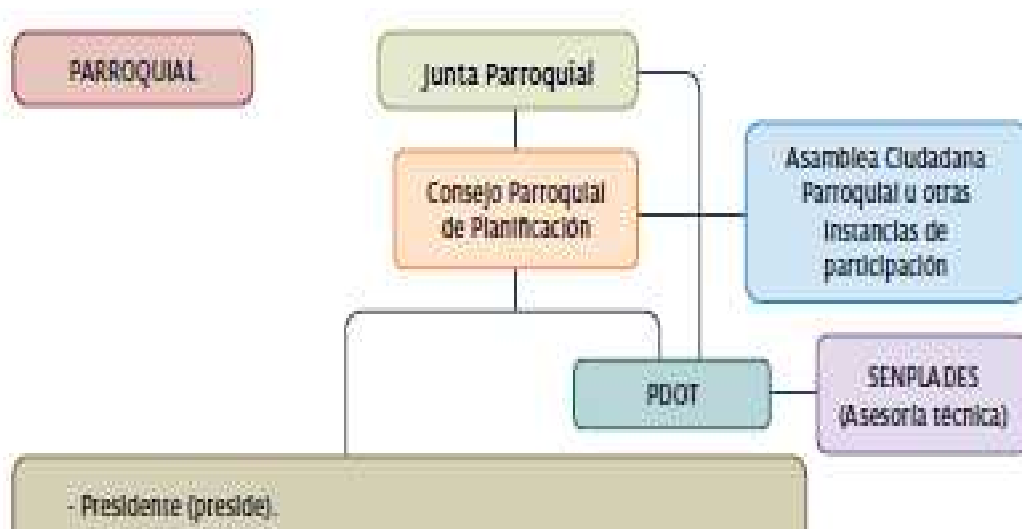 PARROQUIAL
Junta Parroquial
Consejo Parroquial
de Planificación
Asamblea Ciudadana
Parroquial u otras
Instancias de
participación
PDOT
SENPLADES
(Asesoría técnica)
- Presidente (preside).